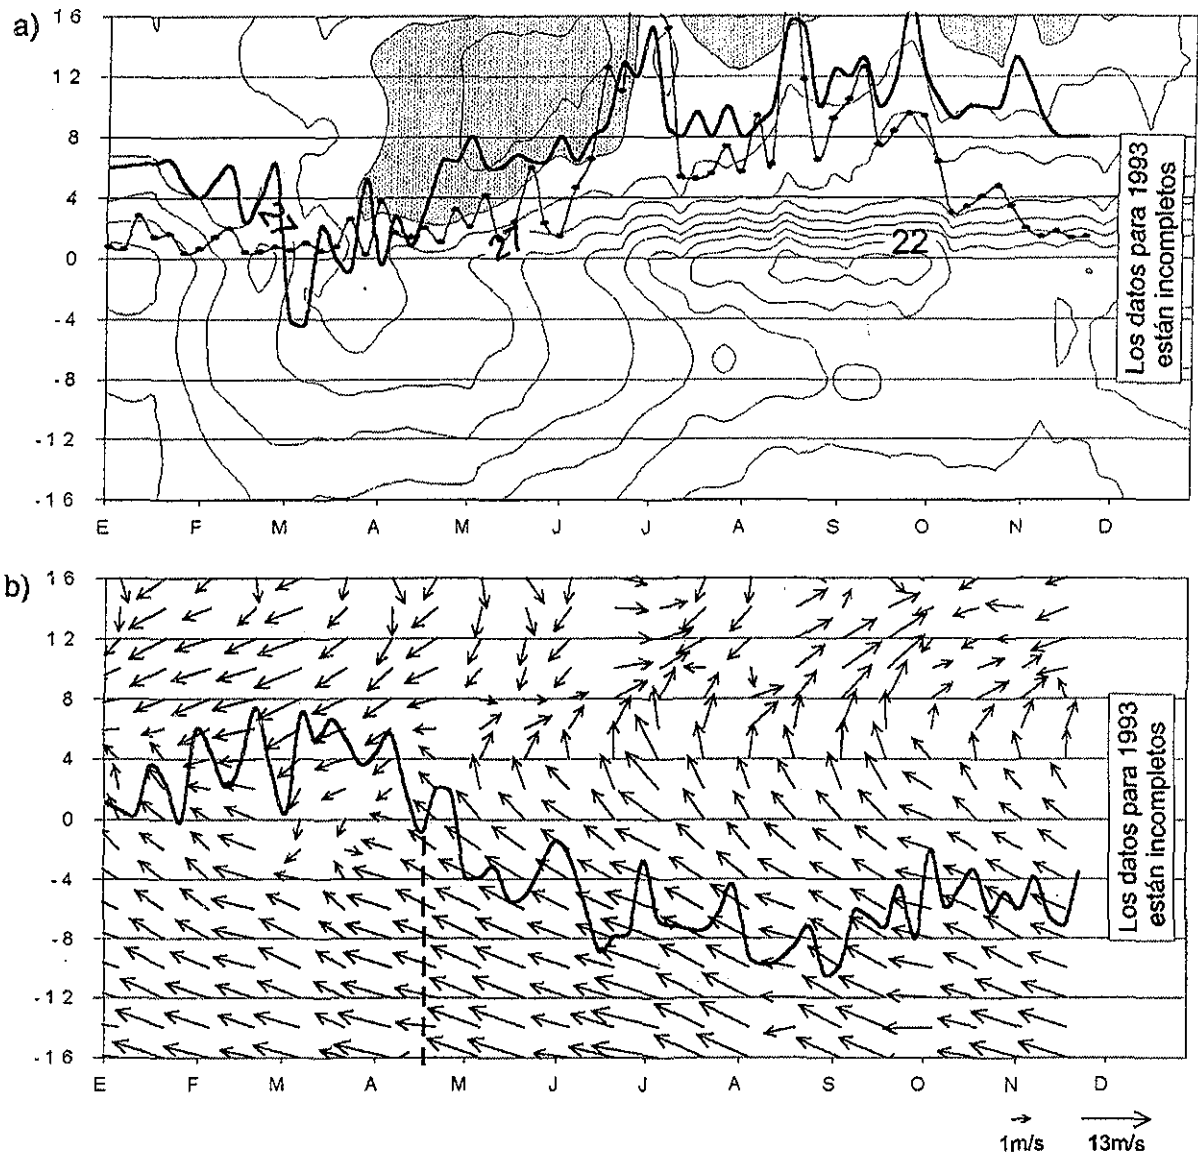 a)
16
12
8
4
0
-4
-8
-12
-16
27
27
22
Los datos para 1993
están incompletos
E F M A M J J A S O N D
b)
16
12
8
4
0
-4
-8
-12
-16
Los datos para 1993
están incompletos
E F M A M J J A S O N D
1m/s 13m/s